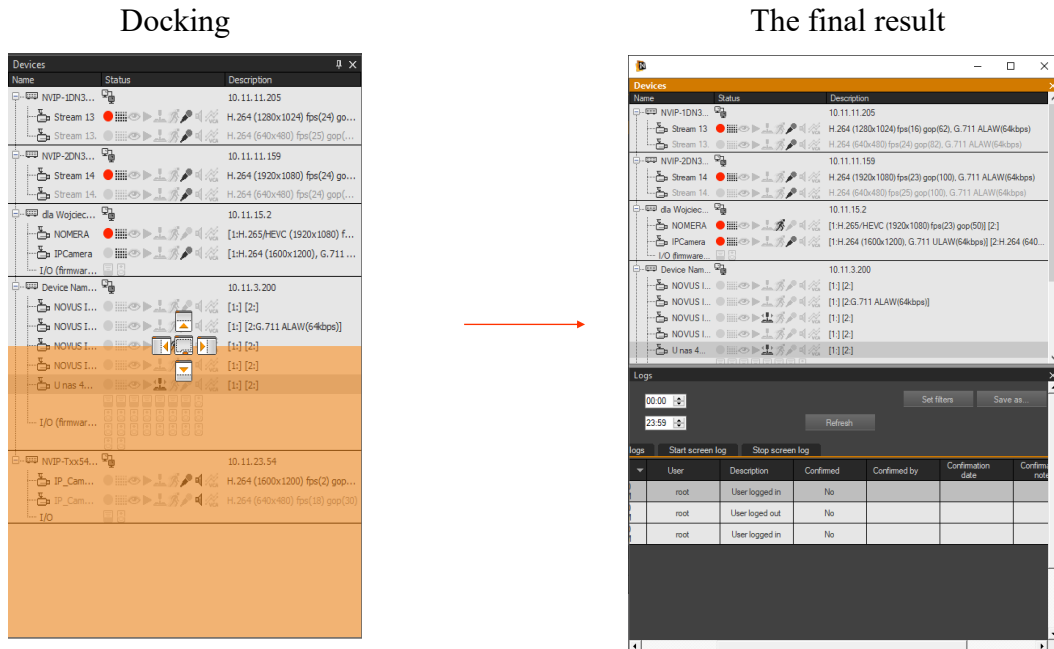 Docking
The final result
Devices
Name Status Description
NVIP-1DN3... 10.11.11.205
Stream 13 H.264 (1280x1024) fps(24) go...
Stream 13. H.264 (640x480) fps(25) gop(...
NVIP-2DN3... 10.11.11.159
Stream 14 H.264 (1920x1080) fps(24) go...
Stream 14. H.264 (640x480) fps(24) gop(...
dla Wojciec... 10.11.15.2
NOMERA [1:H.265/HEVC (1920x1080) f...
IPCamera [1:H.264 (1600x1200), G.711 ...
I/O (firmwar...
Device Nam... 10.11.3.200
NOVUS I... [1:] [2:]
NOVUS I... [1:] [2:G.711 ALAW(64kbps)]
NOVUS I... [1:] [2:]
NOVUS I... [1:] [2:]
U nas 4... [1:] [2:]
I/O (firmwar...
NVIP-Txx54... 10.11.23.54
IP_Cam... H.264 (1600x1200) fps(2) gop...
IP_Cam... H.264 (640x480) fps(18) gop(30)
I/O
Devices
Name Status Description
NVIP-1DN3... 10.11.11.205
Stream 13 H.264 (1280x1024) fps(16) gop(62), G.711 ALAW(64kbps)
Stream 13. H.264 (640x480) fps(24) gop(82), G.711 ALAW(64kbps)
NVIP-2DN3... 10.11.11.159
Stream 14 H.264 (1920x1080) fps(23) gop(100), G.711 ALAW(64kbps)
Stream 14. H.264 (640x480) fps(25) gop(100), G.711 ALAW(64kbps)
dla Wojciec... 10.11.15.2
NOMERA [1:H.265/HEVC (1920x1080) fps(23) gop(50)] [2:]
IPCamera [1:H.264 (1600x1200), G.711 ULAW(64kbps)] [2:H.264 (640...
I/O (firmware...
Device Nam... 10.11.3.200
NOVUS I... [1:] [2:]
NOVUS I... [1:] [2:G.711 ALAW(64kbps)]
NOVUS I... [1:] [2:]
NOVUS I... [1:] [2:]
U nas 4... [1:] [2:]
Logs
00:00 Set filters Save as...
23:59 Refresh
logs Start screen log Stop screen log
User Description Confirmed Confirmed by Confirmation date Confirma note
root User logged in No
root User loged out No
root User logged in No